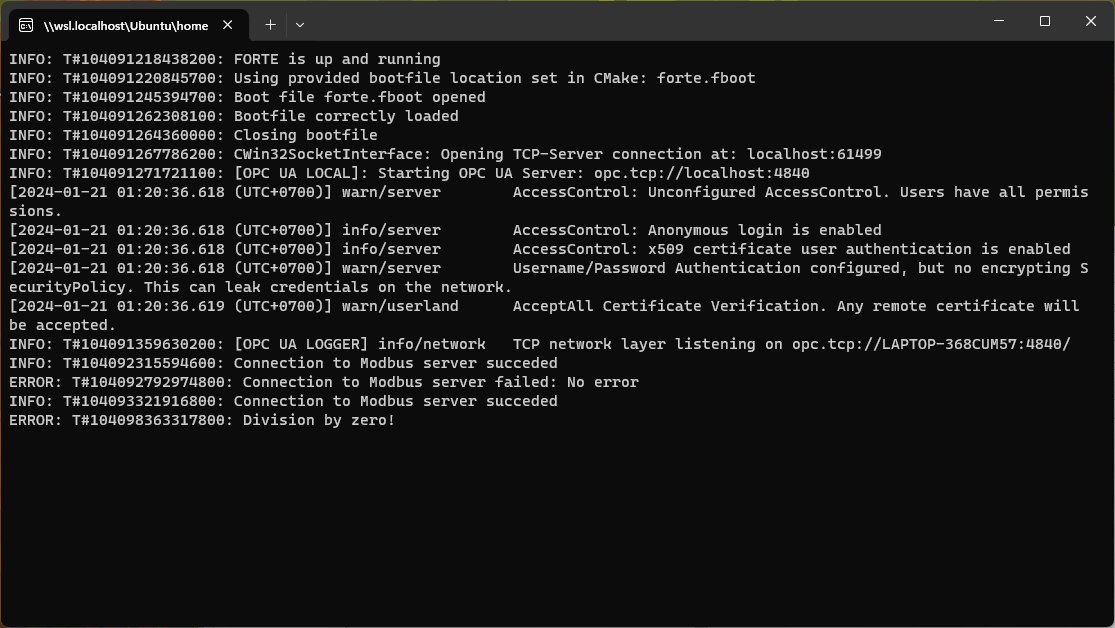 \\wsl.localhost\Ubuntu\home
INFO: T#104091218438200: FORTE is up and running
INFO: T#104091220845700: Using provided bootfile location set in CMake: forte.fboot
INFO: T#104091245394700: Boot file forte.fboot opened
INFO: T#104091262308100: Bootfile correctly loaded
INFO: T#104091264360000: Closing bootfile
INFO: T#104091267786200: CWin32SocketInterface: Opening TCP-Server connection at: localhost:61499
INFO: T#104091271721100: [OPC UA LOCAL]: Starting OPC UA Server: opc.tcp://localhost:4840
[2024-01-21 01:20:36.618 (UTC+0700)] warn/server        AccessControl: Unconfigured AccessControl. Users have all permis
sions.
[2024-01-21 01:20:36.618 (UTC+0700)] info/server        AccessControl: Anonymous login is enabled
[2024-01-21 01:20:36.618 (UTC+0700)] info/server        AccessControl: x509 certificate user authentication is enabled
[2024-01-21 01:20:36.618 (UTC+0700)] warn/server        Username/Password Authentication configured, but no encrypting S
ecurityPolicy. This can leak credentials on the network.
[2024-01-21 01:20:36.619 (UTC+0700)] warn/userland      AcceptAll Certificate Verification. Any remote certificate will
be accepted.
INFO: T#104091359630200: [OPC UA LOGGER] info/network   TCP network layer listening on opc.tcp://LAPTOP-368CUM57:4840/
INFO: T#104092315594600: Connection to Modbus server succeded
ERROR: T#104092792974800: Connection to Modbus server failed: No error
INFO: T#104093321916800: Connection to Modbus server succeded
ERROR: T#104098363317800: Division by zero!